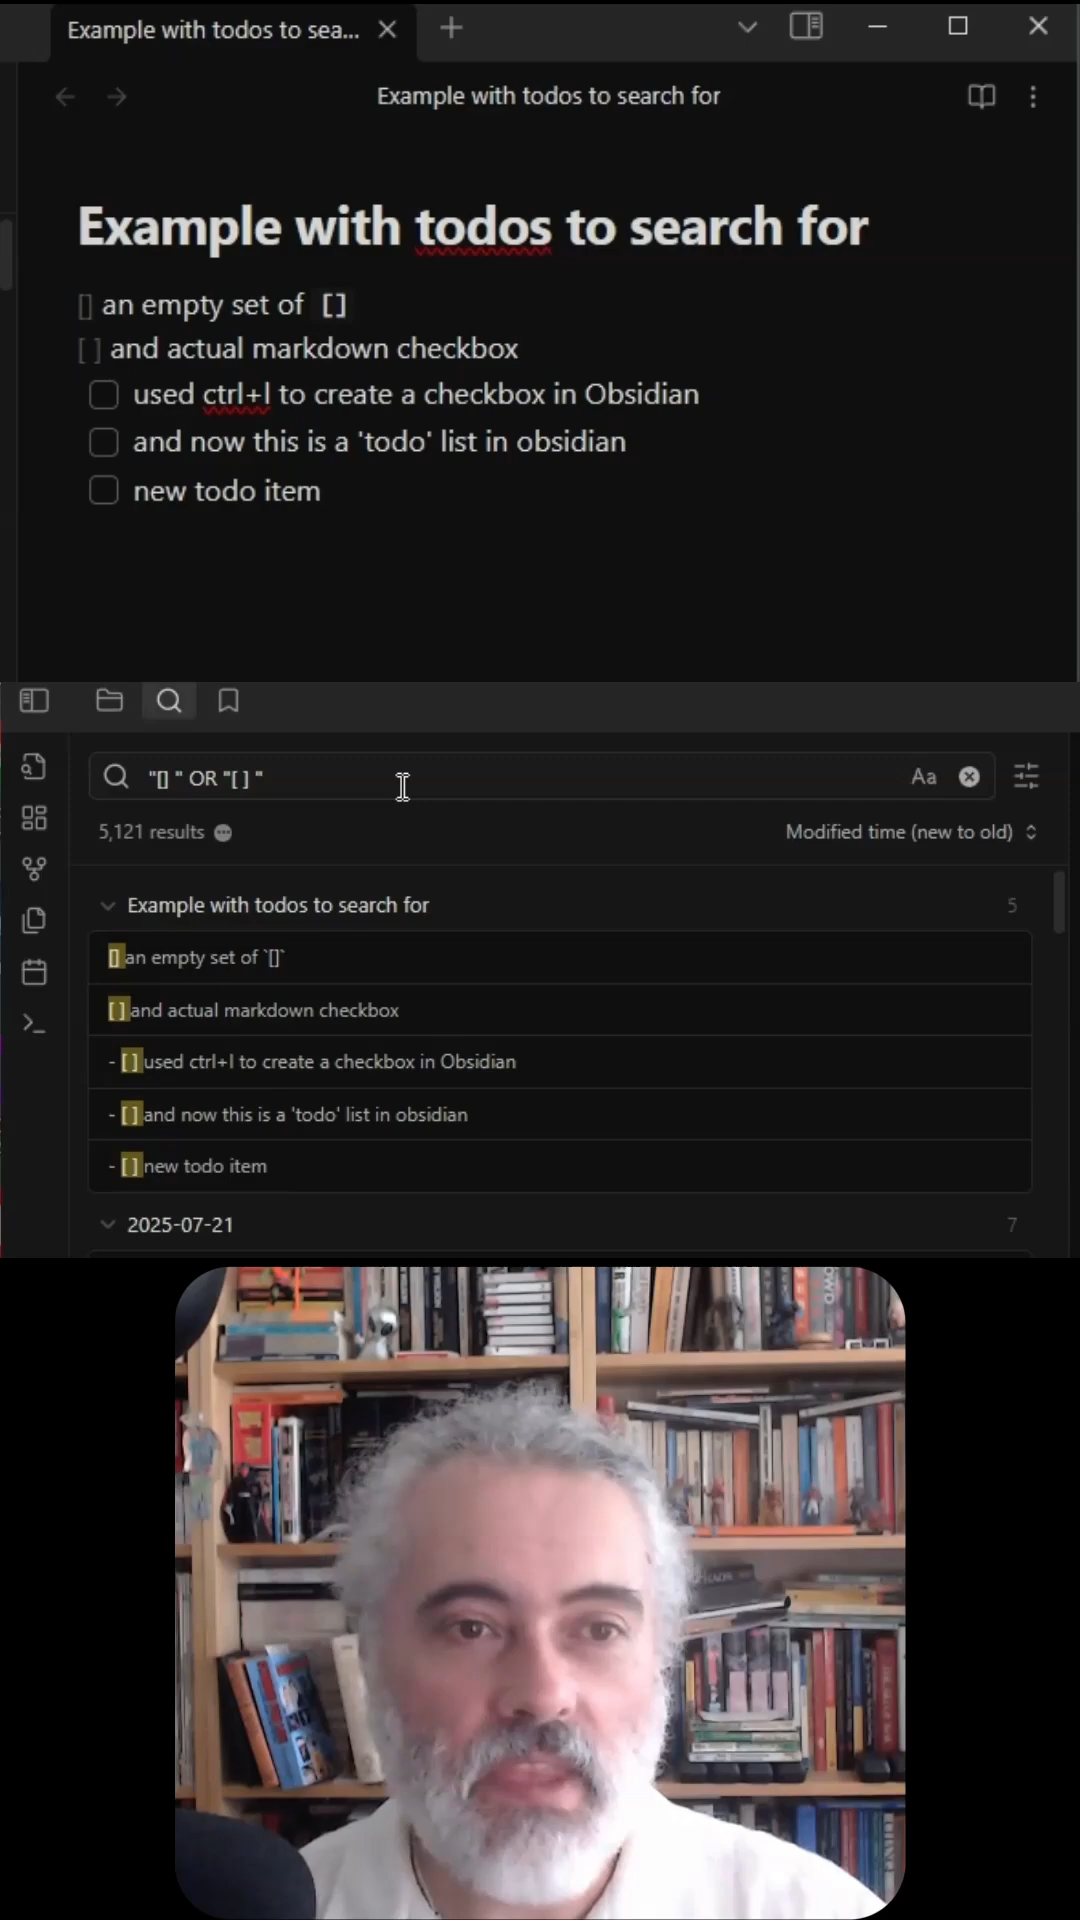 Example with todos to sea...
Example with todos to search for
Example with todos to search for
[] an empty set of []
[ ] and actual markdown checkbox
used ctrl+l to create a checkbox in Obsidian
and now this is a 'todo' list in obsidian
new todo item
"[] " OR "[ ] "
Aa
5,121 results
Modified time (new to old)
Example with todos to search for 5
[] an empty set of `[]`
[ ] and actual markdown checkbox
- [ ] used ctrl+l to create a checkbox in Obsidian
- [ ] and now this is a 'todo' list in obsidian
- [ ] new todo item
2025-07-21 7